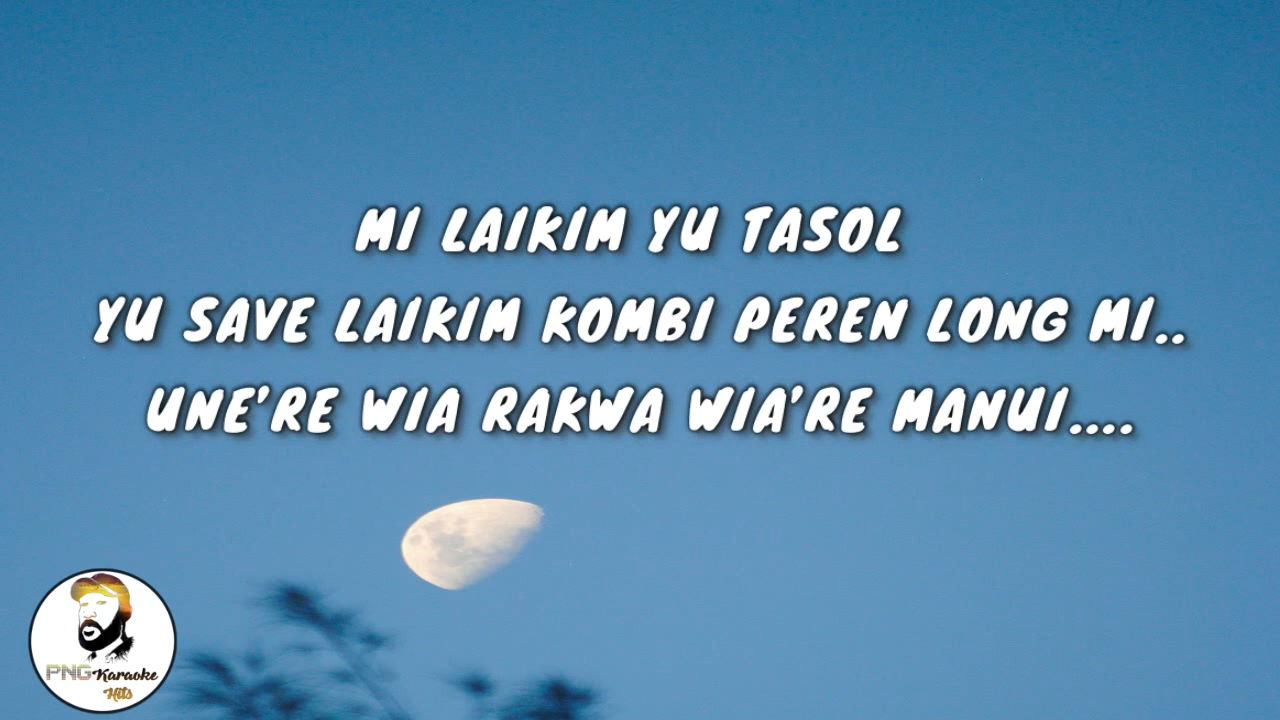 MI LAIKIM YU TASOL
YU SAVE LAIKIM KOMBI PEREN LONG MI..
UNE'RE WIA RAKWA WIA'RE MANUI....
PNG Karaoke
Hits